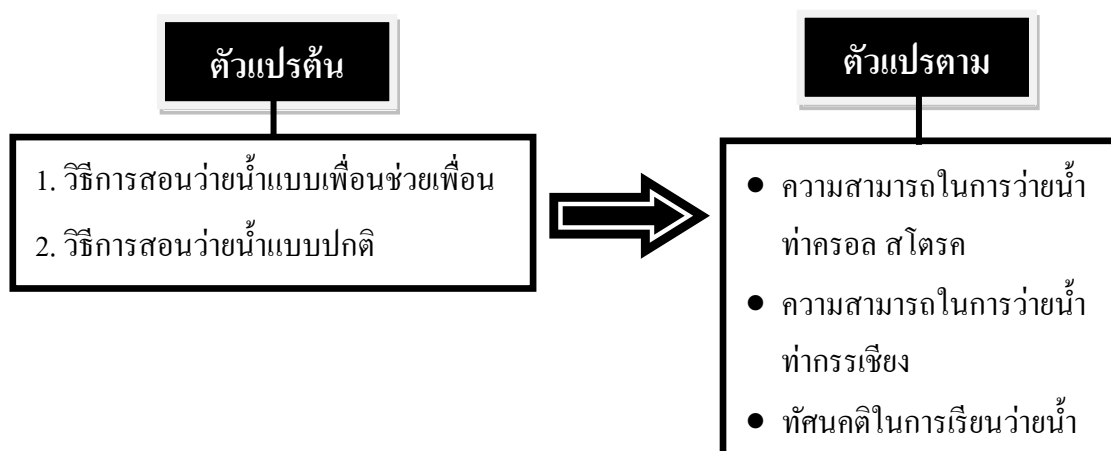 ตัวแปรต้น
1. วิธีการสอนว่ายน้ำแบบเพื่อนช่วยเพื่อน
2. วิธีการสอนว่ายน้ำแบบปกติ
ตัวแปรตาม
● ความสามารถในการว่ายน้ำ
ท่าครอล สโตรค
● ความสามารถในการว่ายน้ำ
ท่ากรรเชียง
● ทัศนคติในการเรียนว่ายน้ำ